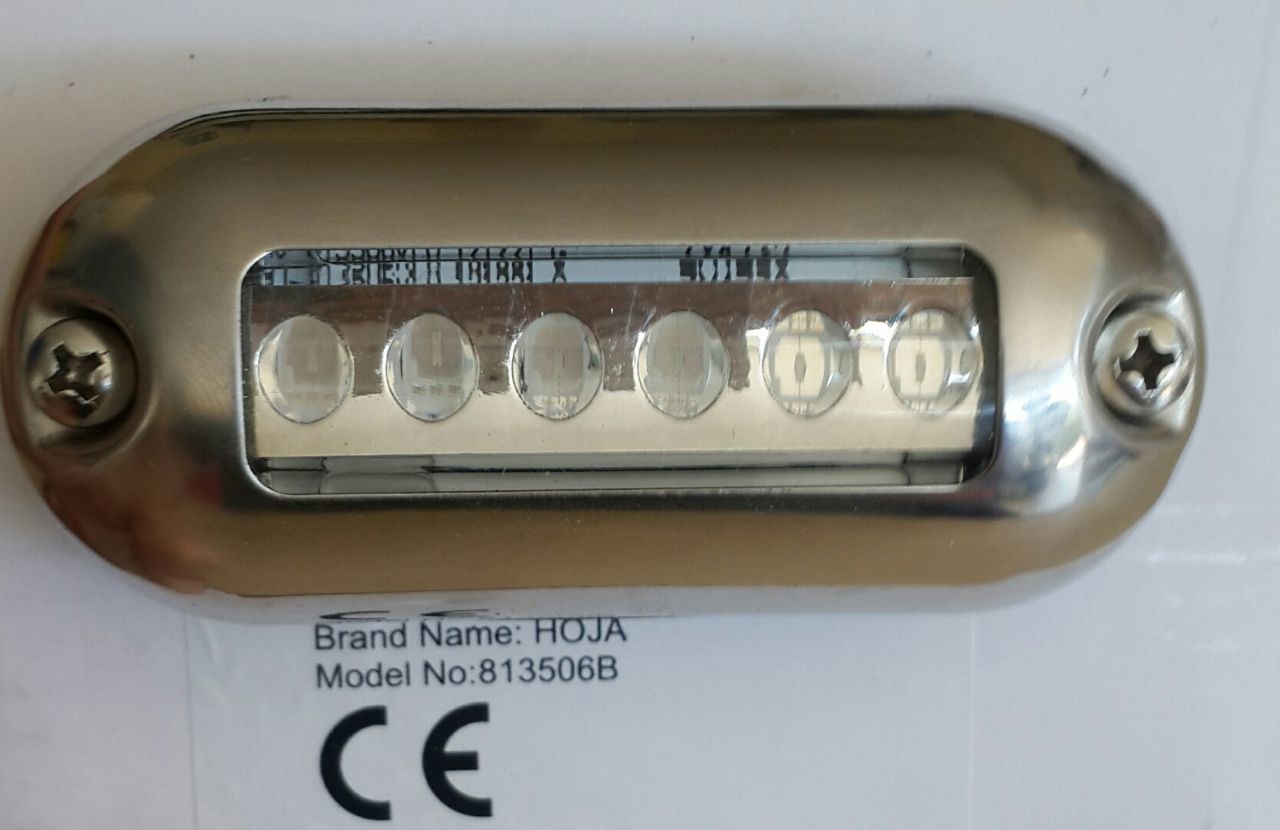 Brand Name: HOJA
Model No:813506B
CE